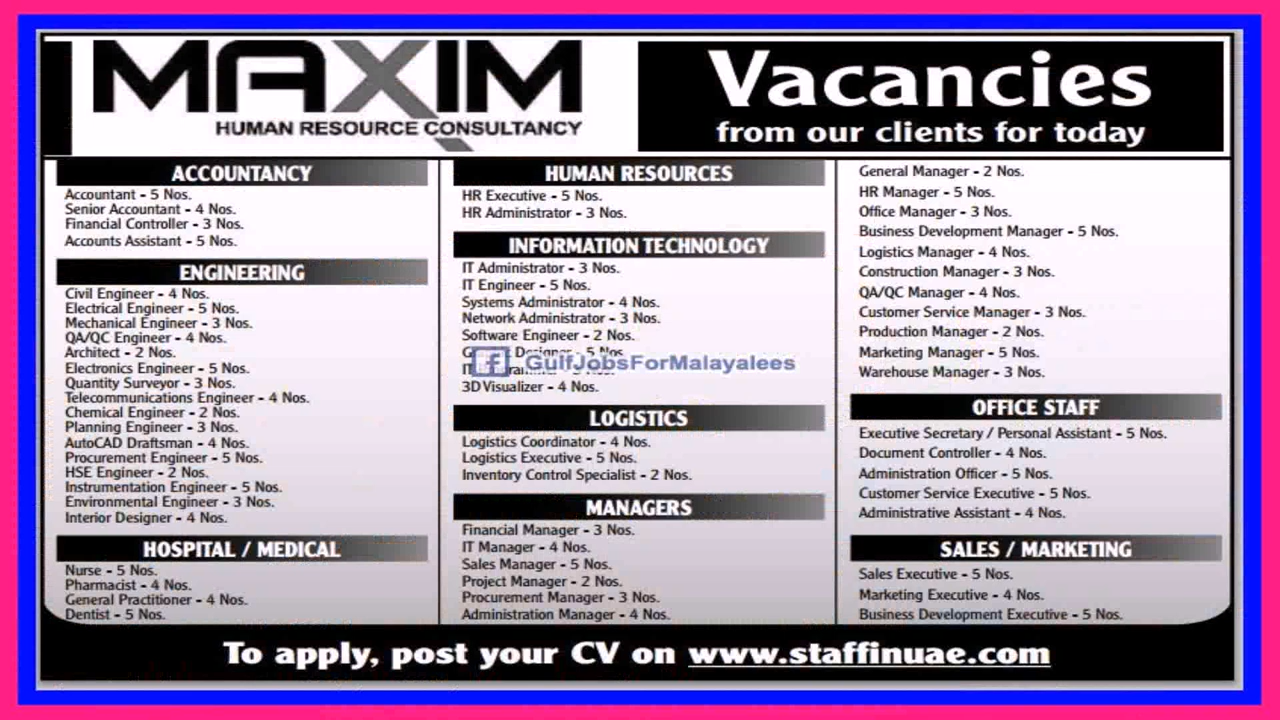 MAXIM
HUMAN RESOURCE CONSULTANCY
Vacancies
from our clients for today
ACCOUNTANCY
Accountant - 5 Nos.
Senior Accountant - 4 Nos.
Financial Controller - 3 Nos.
Accounts Assistant - 5 Nos.
ENGINEERING
Civil Engineer - 4 Nos.
Electrical Engineer - 5 Nos.
Mechanical Engineer - 3 Nos.
QA/QC Engineer - 4 Nos.
Architect - 2 Nos.
Electronics Engineer - 5 Nos.
Quantity Surveyor - 3 Nos.
Telecommunications Engineer - 4 Nos.
Chemical Engineer - 2 Nos.
Planning Engineer - 3 Nos.
AutoCAD Draftsman - 4 Nos.
Procurement Engineer - 5 Nos.
HSE Engineer - 2 Nos.
Instrumentation Engineer - 5 Nos.
Environmental Engineer - 3 Nos.
Interior Designer - 4 Nos.
HOSPITAL / MEDICAL
Nurse - 5 Nos.
Pharmacist - 4 Nos.
General Practitioner - 4 Nos.
Dentist - 5 Nos.
HUMAN RESOURCES
HR Executive - 5 Nos.
HR Administrator - 3 Nos.
INFORMATION TECHNOLOGY
IT Administrator - 3 Nos.
IT Engineer - 5 Nos.
Systems Administrator - 4 Nos.
Network Administrator - 3 Nos.
Software Engineer - 2 Nos.
Designer - 5 Nos.
GulfJobsForMalayalees
3D Visualizer - 4 Nos.
LOGISTICS
Logistics Coordinator - 4 Nos.
Logistics Executive - 5 Nos.
Inventory Control Specialist - 2 Nos.
MANAGERS
Financial Manager - 3 Nos.
IT Manager - 4 Nos.
Sales Manager - 5 Nos.
Project Manager - 2 Nos.
Procurement Manager - 3 Nos.
Administration Manager - 4 Nos.
General Manager - 2 Nos.
HR Manager - 5 Nos.
Office Manager - 3 Nos.
Business Development Manager - 5 Nos.
Logistics Manager - 4 Nos.
Construction Manager - 3 Nos.
QA/QC Manager - 4 Nos.
Customer Service Manager - 3 Nos.
Production Manager - 2 Nos.
Marketing Manager - 5 Nos.
Warehouse Manager - 3 Nos.
OFFICE STAFF
Executive Secretary / Personal Assistant - 5 Nos.
Document Controller - 4 Nos.
Administration Officer - 5 Nos.
Customer Service Executive - 5 Nos.
Administrative Assistant - 4 Nos.
SALES / MARKETING
Sales Executive - 5 Nos.
Marketing Executive - 4 Nos.
Business Development Executive - 5 Nos.
To apply, post your CV on www.staffinuae.com